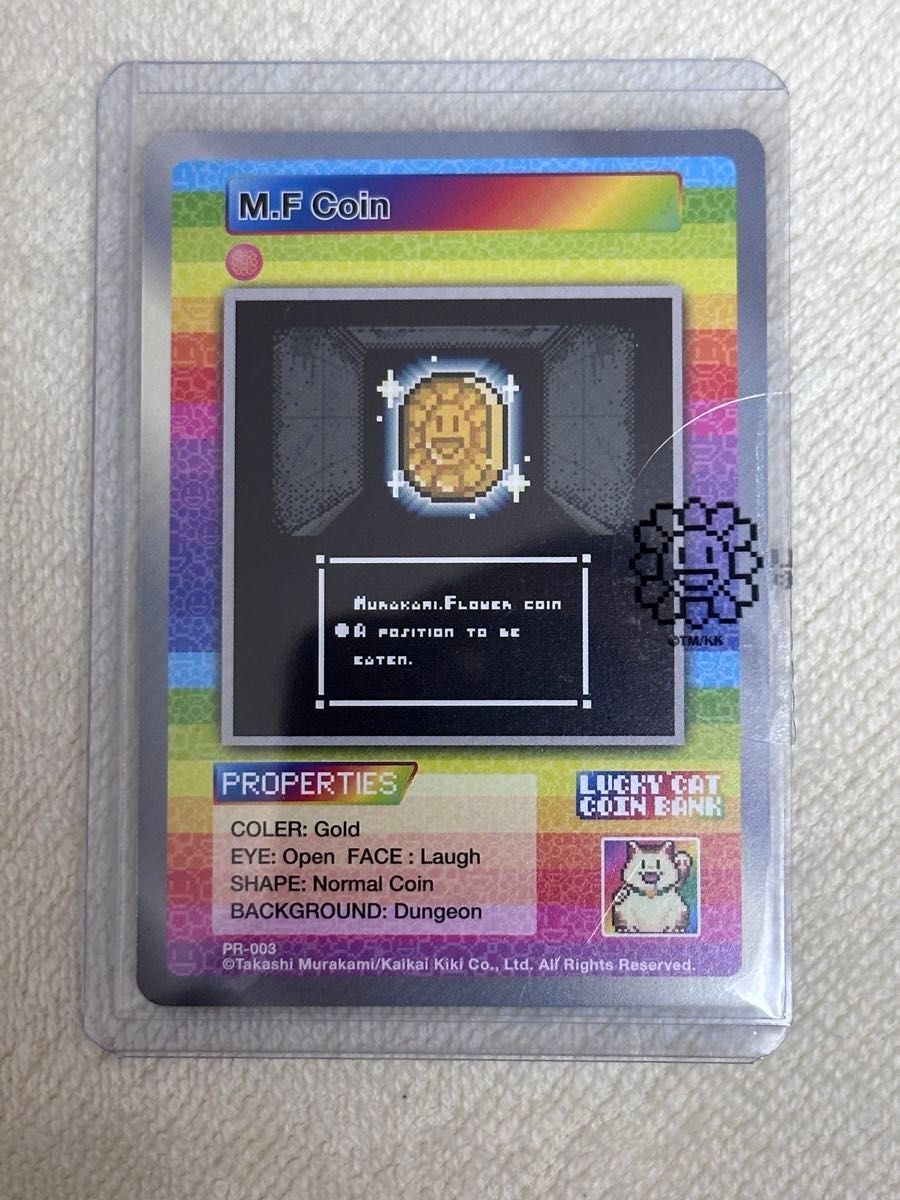 M.F Coin
©TM/KK
MURAKAMI.FLOWER COIN
A POSITION TO BE
EATEN.
PROPERTIES
LUCKY CAT
COIN BANK
COLER: Gold
EYE: Open FACE : Laugh
SHAPE: Normal Coin
BACKGROUND: Dungeon
PR-003
©Takashi Murakami/Kaikai Kiki Co., Ltd. All Rights Reserved.